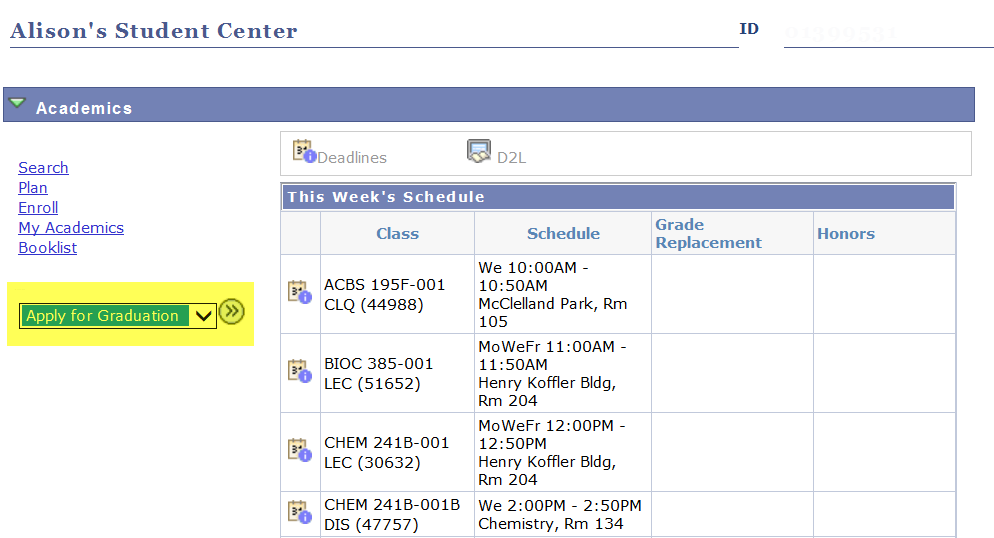 Alison's Student Center
ID
Academics
Search
Plan
Enroll
My Academics
Booklist
Apply for Graduation
Deadlines
D2L
This Week's Schedule
Class
Schedule
Grade
Replacement
Honors
ACBS 195F-001
CLQ (44988)
We 10:00AM -
10:50AM
McClelland Park, Rm
105
BIOC 385-001
LEC (51652)
MoWeFr 11:00AM -
11:50AM
Henry Koffler Bldg,
Rm 204
CHEM 241B-001
LEC (30632)
MoWeFr 12:00PM -
12:50PM
Henry Koffler Bldg,
Rm 204
CHEM 241B-001B
DIS (47757)
We 2:00PM - 2:50PM
Chemistry, Rm 134